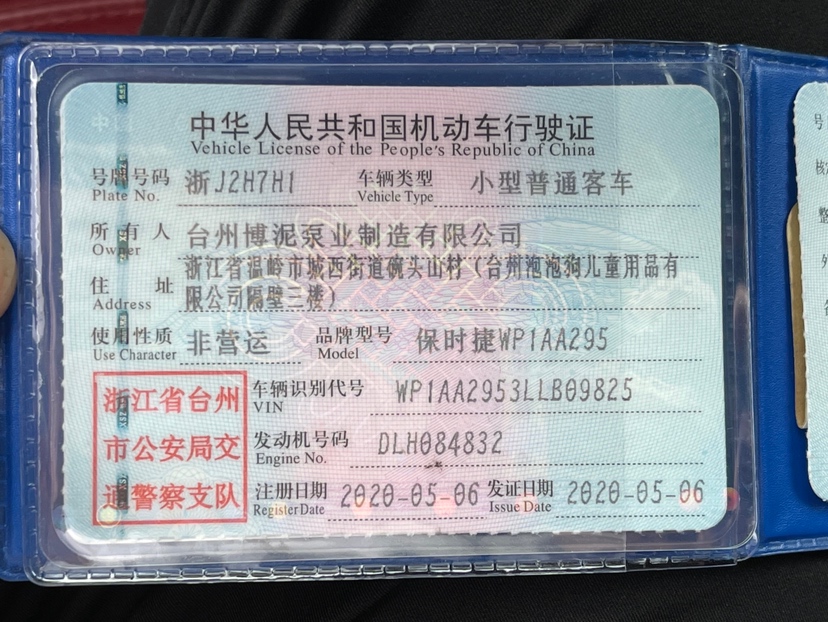 中华人民共和国机动车行驶证
Vehicle License of the People's Republic of China
号牌号码 浙J2H7H1 车辆类型 小型普通客车
Plate No. Vehicle Type
所有人 台州博泥泵业制造有限公司
Owner
住址 浙江省温岭市城西街道碗头山村（台州泡泡狗儿童用品有
Address 限公司隔壁三楼）
使用性质 非营运 品牌型号 保时捷WP1AA295
Use Character Model
浙江省台州 车辆识别代号 WP1AA2953LLB09825
VIN
市公安局交 发动机号码 DLH084832
Engine No.
通警察支队 注册日期 2020-05-06 发证日期 2020-05-06
Register Date Issue Date
号